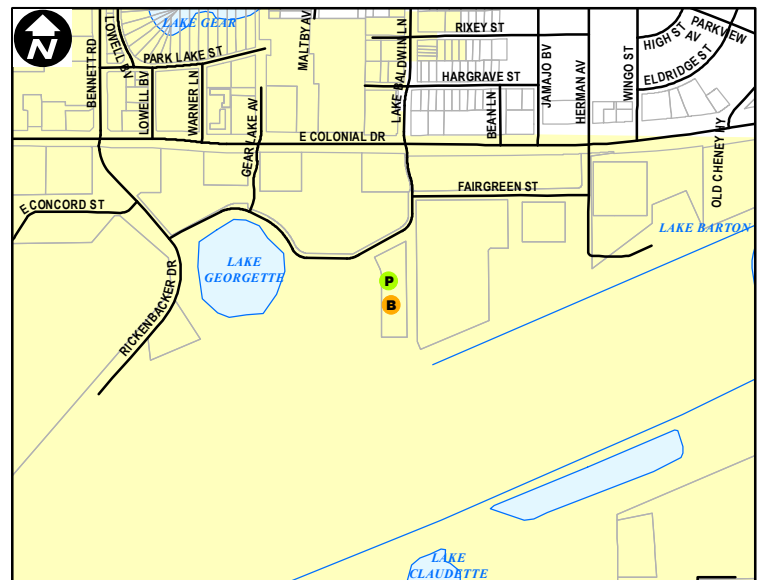 N
LAKE GEAR
MALTBY AV
LAKE BALDWIN LN
RIXEY ST
HIGH ST
PARKVIEW
AV
ELDRIDGE ST
LOWELL BV
PARK LAKE ST
BENNETT RD
LOWELL BV
WARNER LN
GEAR LAKE AV
HARGRAVE ST
BEAN LN
JAMAJO BV
HERMAN AV
WINGO ST
OLD CHENEY HY
E COLONIAL DR
FAIRGREEN ST
E CONCORD ST
LAKE BARTON
LAKE
GEORGETTE
P
B
RICKENBACKER DR
LAKE
CLAUDETTE